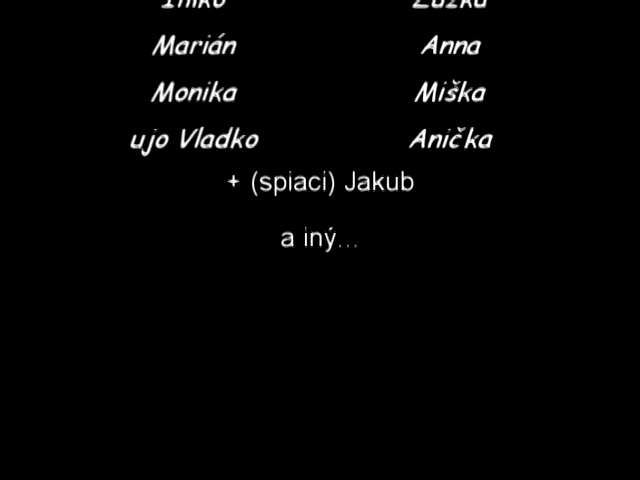 Marián Anna
Monika Miška
ujo Vladko Anička
+ (spiaci) Jakub
a iný...